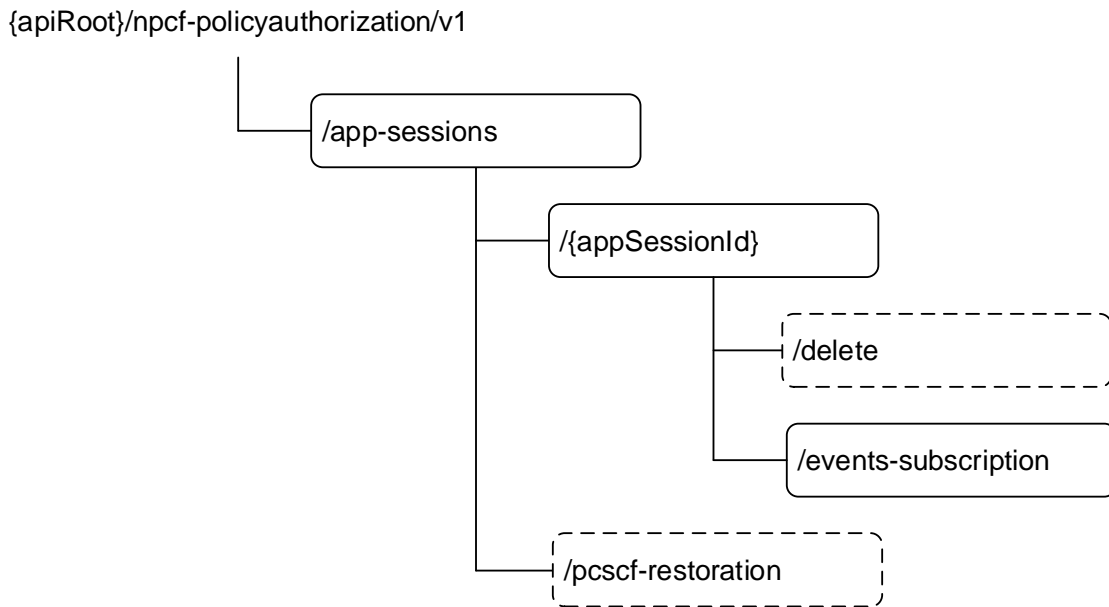 {apiRoot}/npcf-policyauthorization/v1
/app-sessions
/{appSessionId}
/delete
/events-subscription
/pcscf-restoration